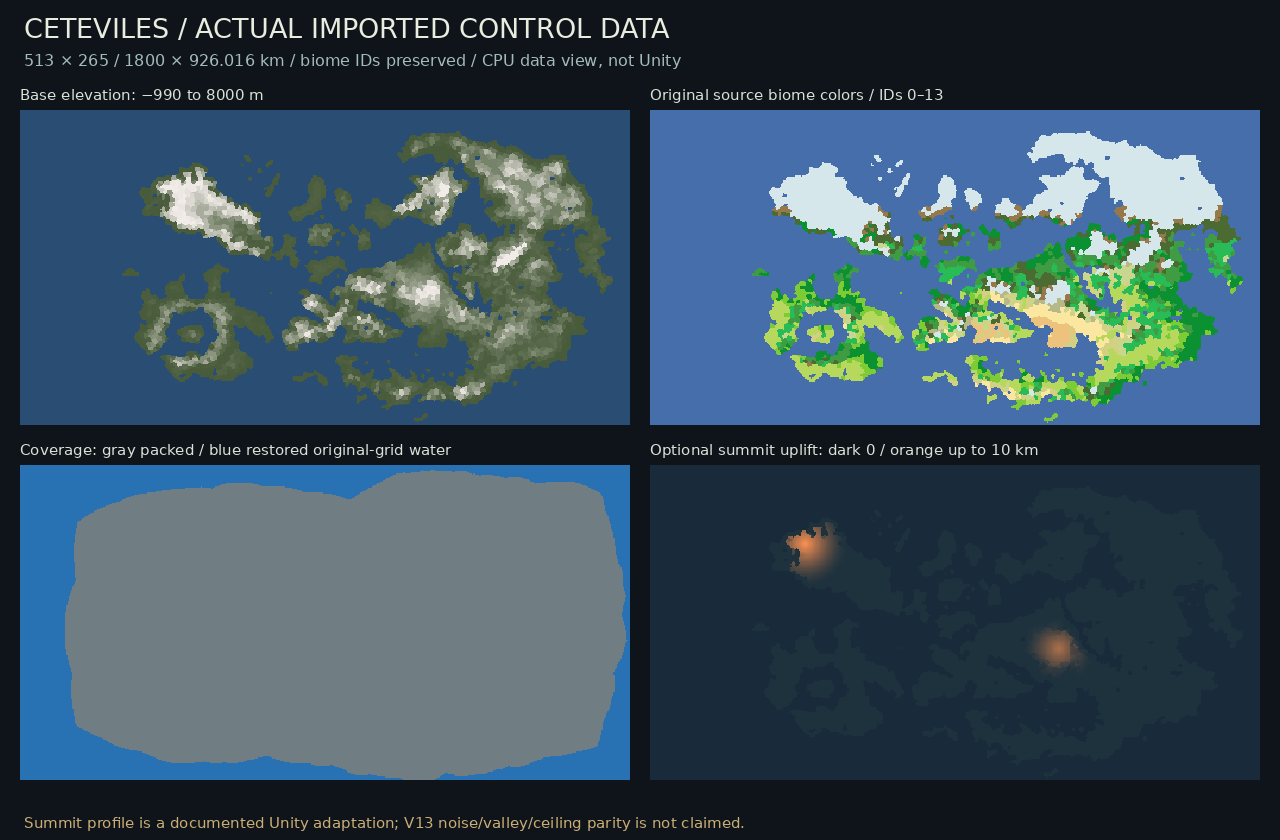 CETEVILES / ACTUAL IMPORTED CONTROL DATA
513 × 265 / 1800 × 926.016 km / biome IDs preserved / CPU data view, not Unity
Base elevation: −990 to 8000 m
Original source biome colors / IDs 0–13
Coverage: gray packed / blue restored original-grid water
Optional summit uplift: dark 0 / orange up to 10 km
Summit profile is a documented Unity adaptation; V13 noise/valley/ceiling parity is not claimed.